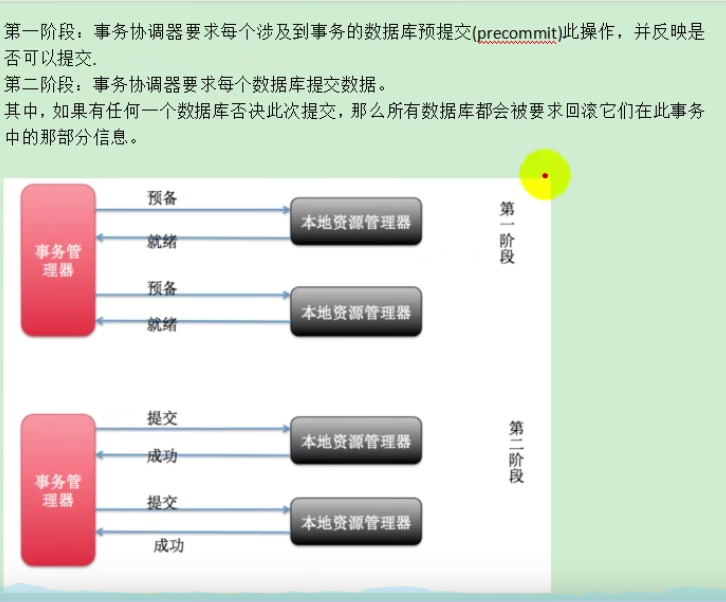 第一阶段：事务协调器要求每个涉及到事务的数据库预提交(precommit)此操作，并反映是
否可以提交.
第二阶段：事务协调器要求每个数据库提交数据。
其中，如果有任何一个数据库否决此次提交，那么所有数据库都会被要求回滚它们在此事务
中的那部分信息。
预备
本地资源管理器
第一阶段
就绪
事务管
理器
预备
本地资源管理器
就绪
提交
本地资源管理器
第二阶段
成功
事务管
理器
提交
本地资源管理器
成功